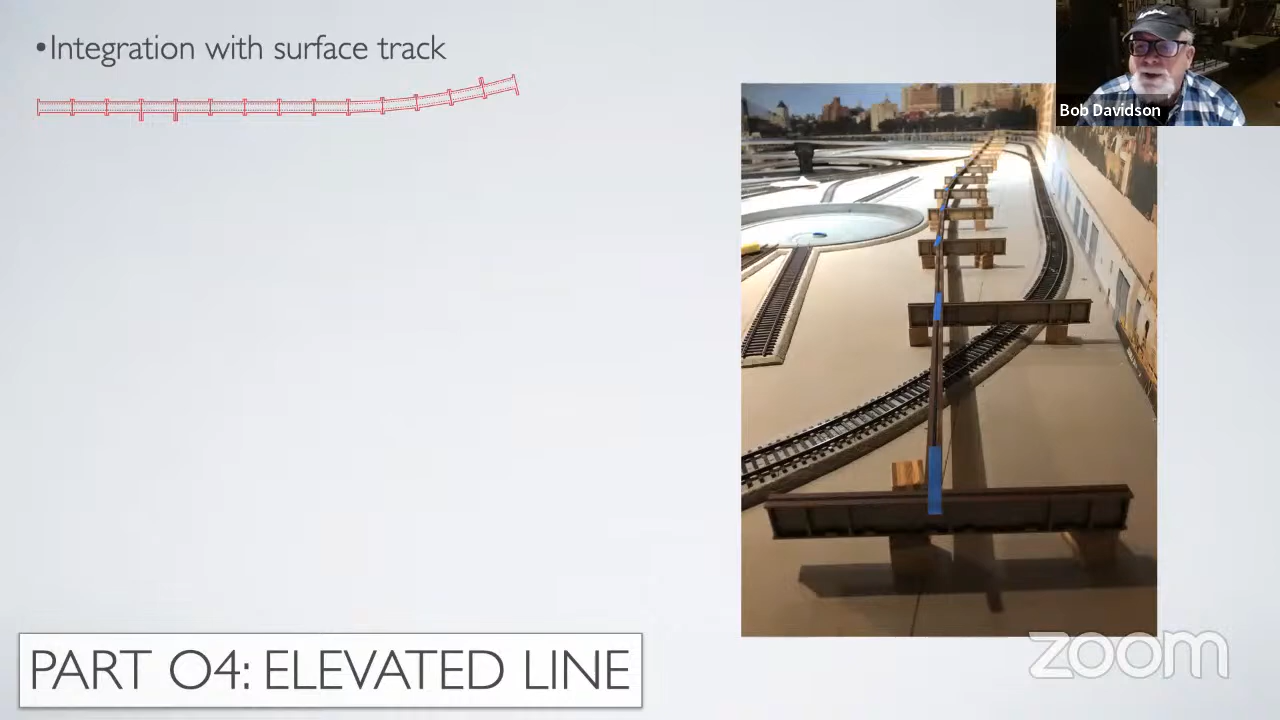 •Integration with surface track
Bob Davidson
PART 04: ELEVATED LINE
zoom